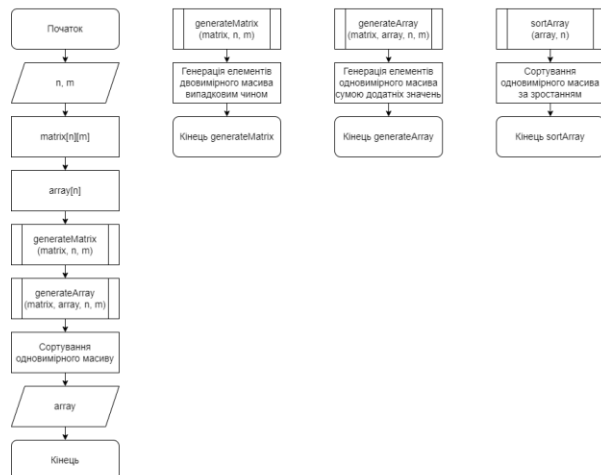 Початок
n, m
matrix[n][m]
array[n]
generateMatrix
(matrix, n, m)
generateArray
(matrix, array, n, m)
Сортування
одновимірного масиву
array
Кінець
generateMatrix
(matrix, n, m)
Генерація елементів
двовимірного масива
випадковим чином
Кінець generateMatrix
generateArray
(matrix, array, n, m)
Генерація елементів
одновимірного масива
сумою додатніх значень
Кінець generateArray
sortArray
(array, n)
Сортування
одновимірного масива
за зростанням
Кінець sortArray